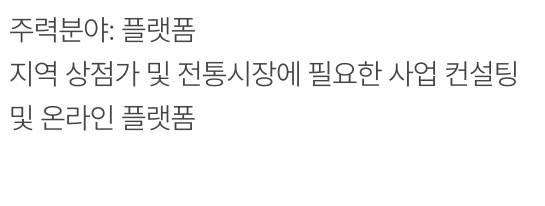 주력분야: 플랫폼
지역 상점가 및 전통시장에 필요한 사업 컨설팅
및 온라인 플랫폼